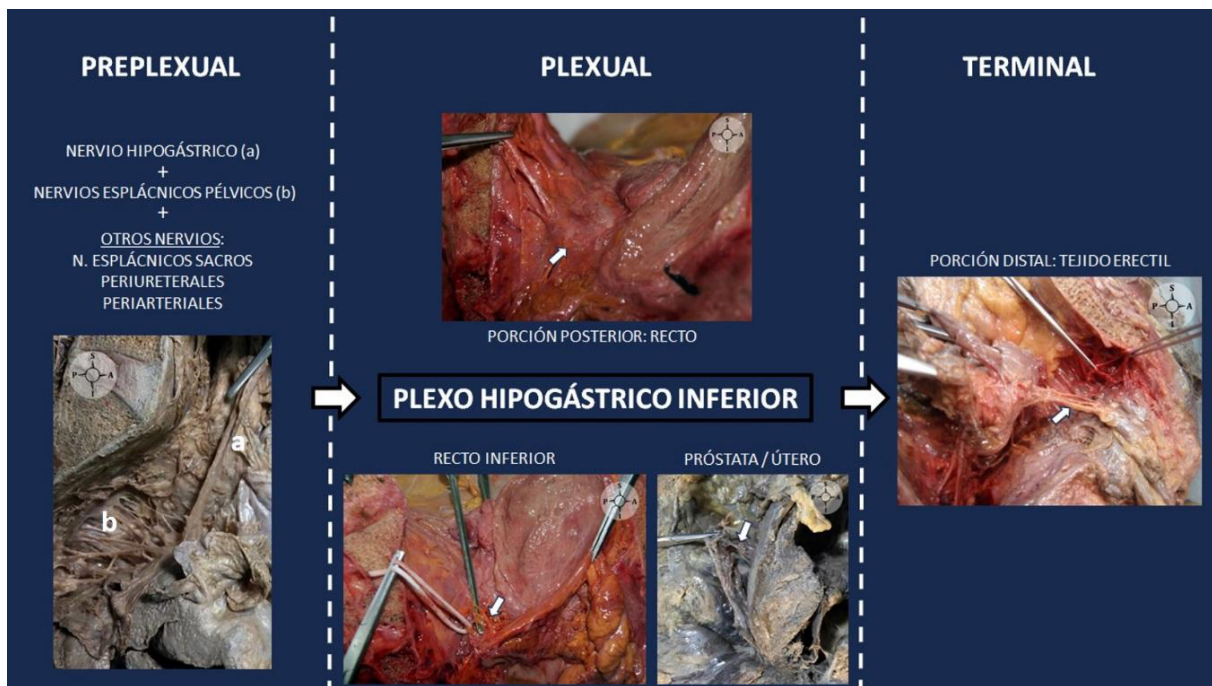 PREPLEXUAL
NERVIO HIPOGÁSTRICO (a)
+
NERVIOS ESPLÁCNICOS PÉLVICOS (b)
+
OTROS NERVIOS:
N. ESPLÁCNICOS SACROS
PERIURETERALES
PERIARTERIALES
S
P A
I
a
b
PLEXUAL
S
P A
I
PORCIÓN POSTERIOR: RECTO
PLEXO HIPOGÁSTRICO INFERIOR
RECTO INFERIOR
S
P A
I
PRÓSTATA / ÚTERO
TERMINAL
PORCIÓN DISTAL: TEJIDO ERECTIL
S
P A
I